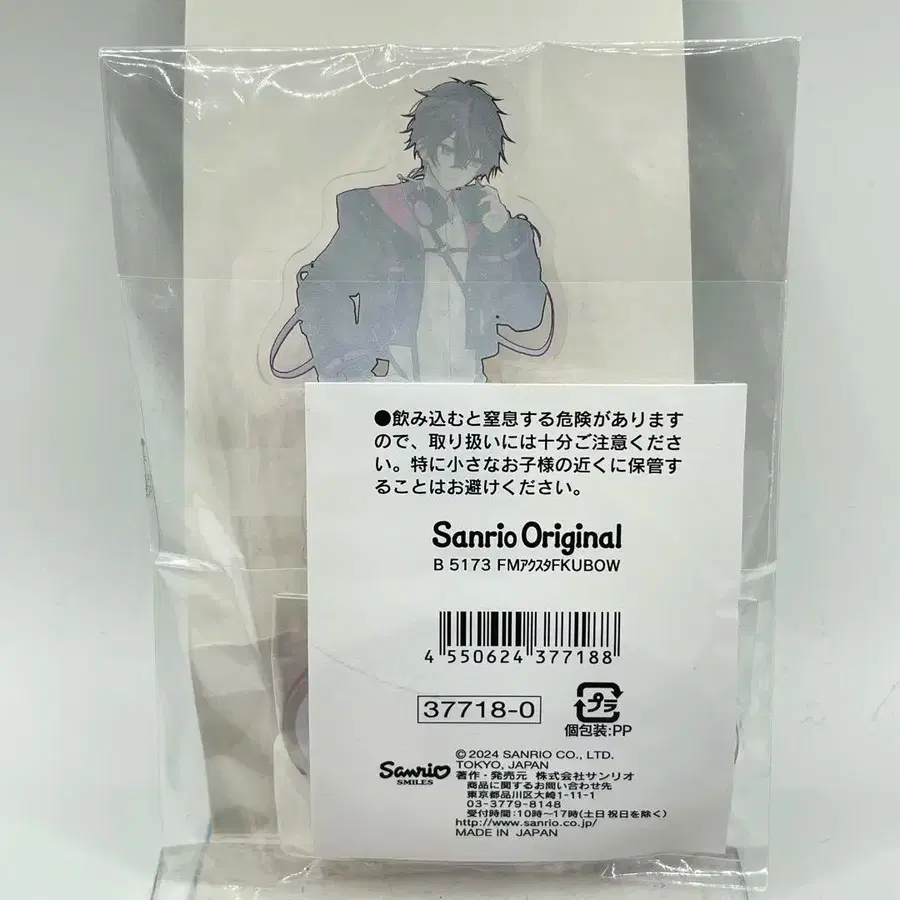 ●飲み込むと窒息する危険があります
ので、取り扱いには十分ご注意くださ
い。特に小さなお子様の近くに保管す
ることはお避けください。
Sanrio Original
B 5173 FMｱｸｽﾀFKUBOW
4 550624 377188
37718-0
プラ
個包装:PP
Sanrio
SMILES
© 2024 SANRIO CO., LTD.
TOKYO, JAPAN
著作・発売元 株式会社サンリオ
商品に関するお問い合わせ先
東京都品川区大崎1-11-1
03-3779-8148
受付時間:10時～17時(土日祝日を除く)
http://www.sanrio.co.jp/
MADE IN JAPAN